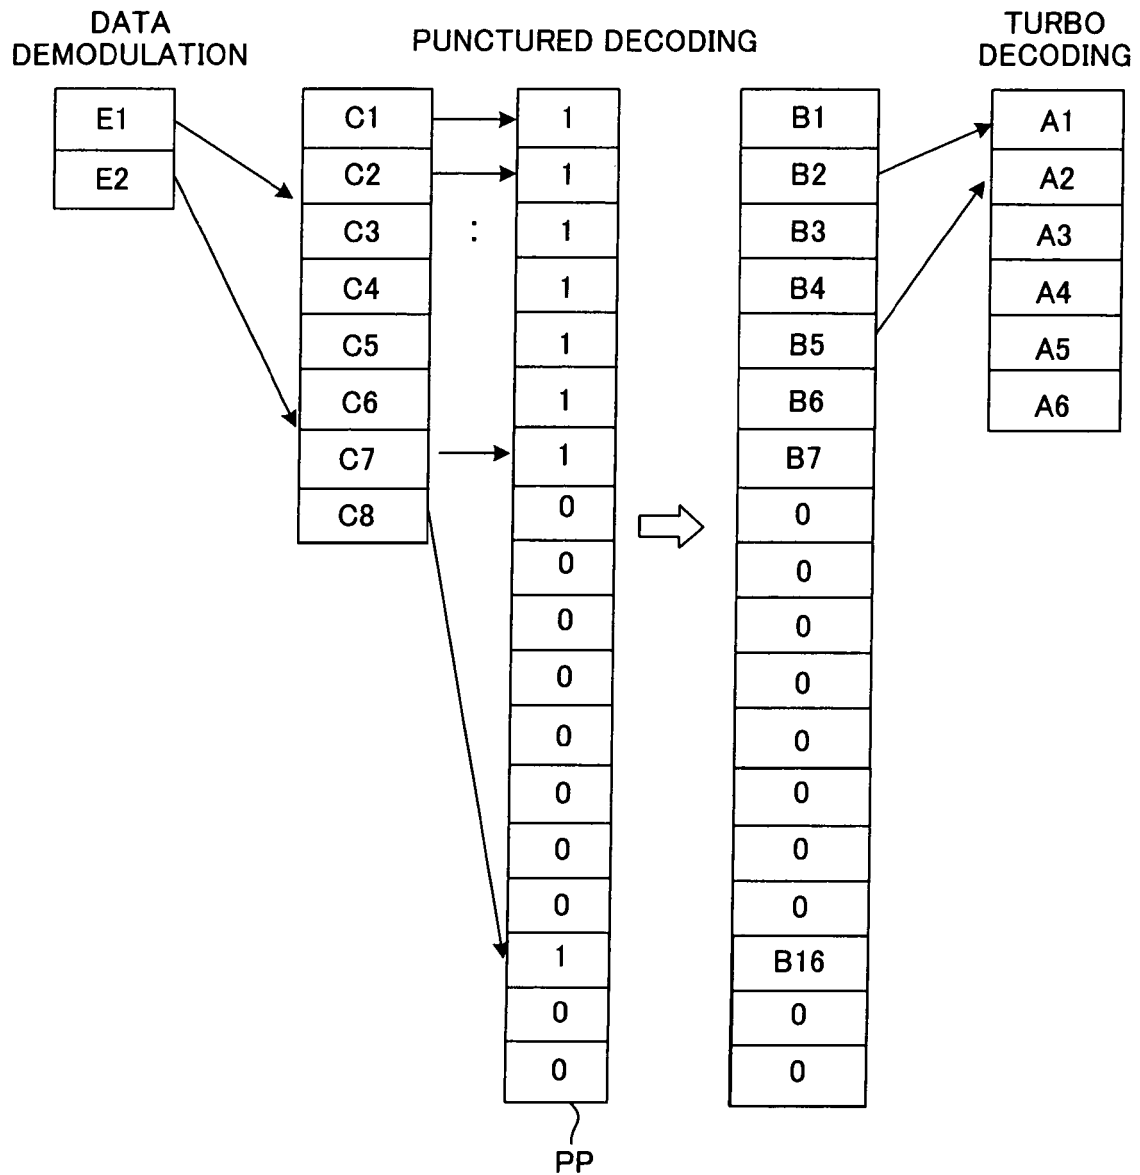 DATA
DEMODULATION
PUNCTURED DECODING
TURBO
DECODING
E1
E2
C1
C2
C3
C4
C5
C6
C7
C8
:
1
1
1
1
1
1
1
0
0
0
0
0
0
0
0
1
0
0
PP
B1
B2
B3
B4
B5
B6
B7
0
0
0
0
0
0
0
0
B16
0
0
A1
A2
A3
A4
A5
A6